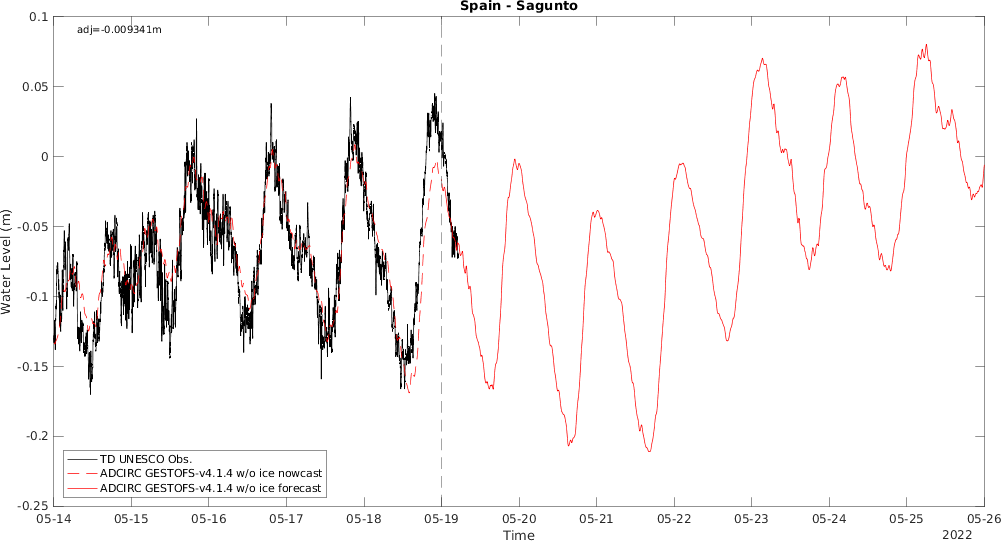 Spain - Sagunto
adj=-0.009341m
0.1
0.05
0
-0.05
-0.1
-0.15
-0.2
-0.25
Water Level (m)
TD UNESCO Obs.
ADCIRC GESTOFS-v4.1.4 w/o ice nowcast
ADCIRC GESTOFS-v4.1.4 w/o ice forecast
05-14 05-15 05-16 05-17 05-18 05-19 05-20 05-21 05-22 05-23 05-24 05-25 05-26
Time
2022